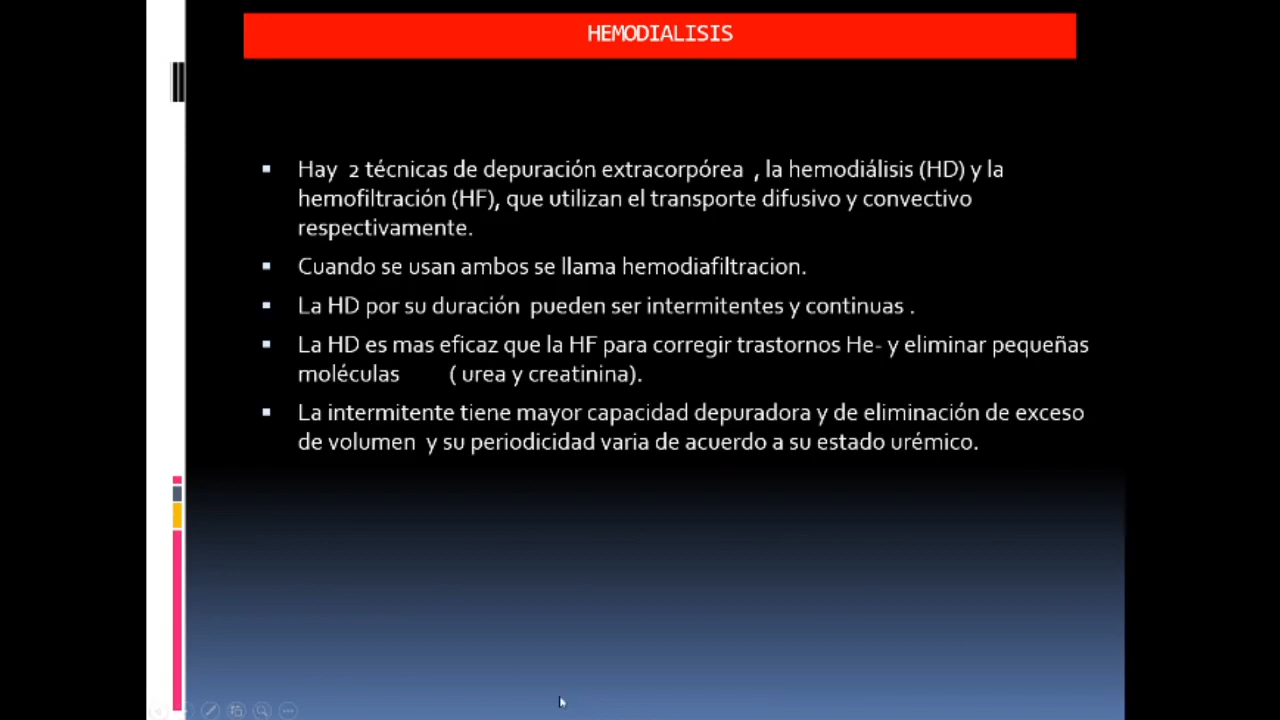 HEMODIALISIS
Hay 2 técnicas de depuración extracorpórea , la hemodiálisis (HD) y la
hemofiltración (HF), que utilizan el transporte difusivo y convectivo
respectivamente.
Cuando se usan ambos se llama hemodiafiltracion.
La HD por su duración pueden ser intermitentes y continuas .
La HD es mas eficaz que la HF para corregir trastornos He- y eliminar pequeñas
moléculas ( urea y creatinina).
La intermitente tiene mayor capacidad depuradora y de eliminación de exceso
de volumen y su periodicidad varia de acuerdo a su estado urémico.